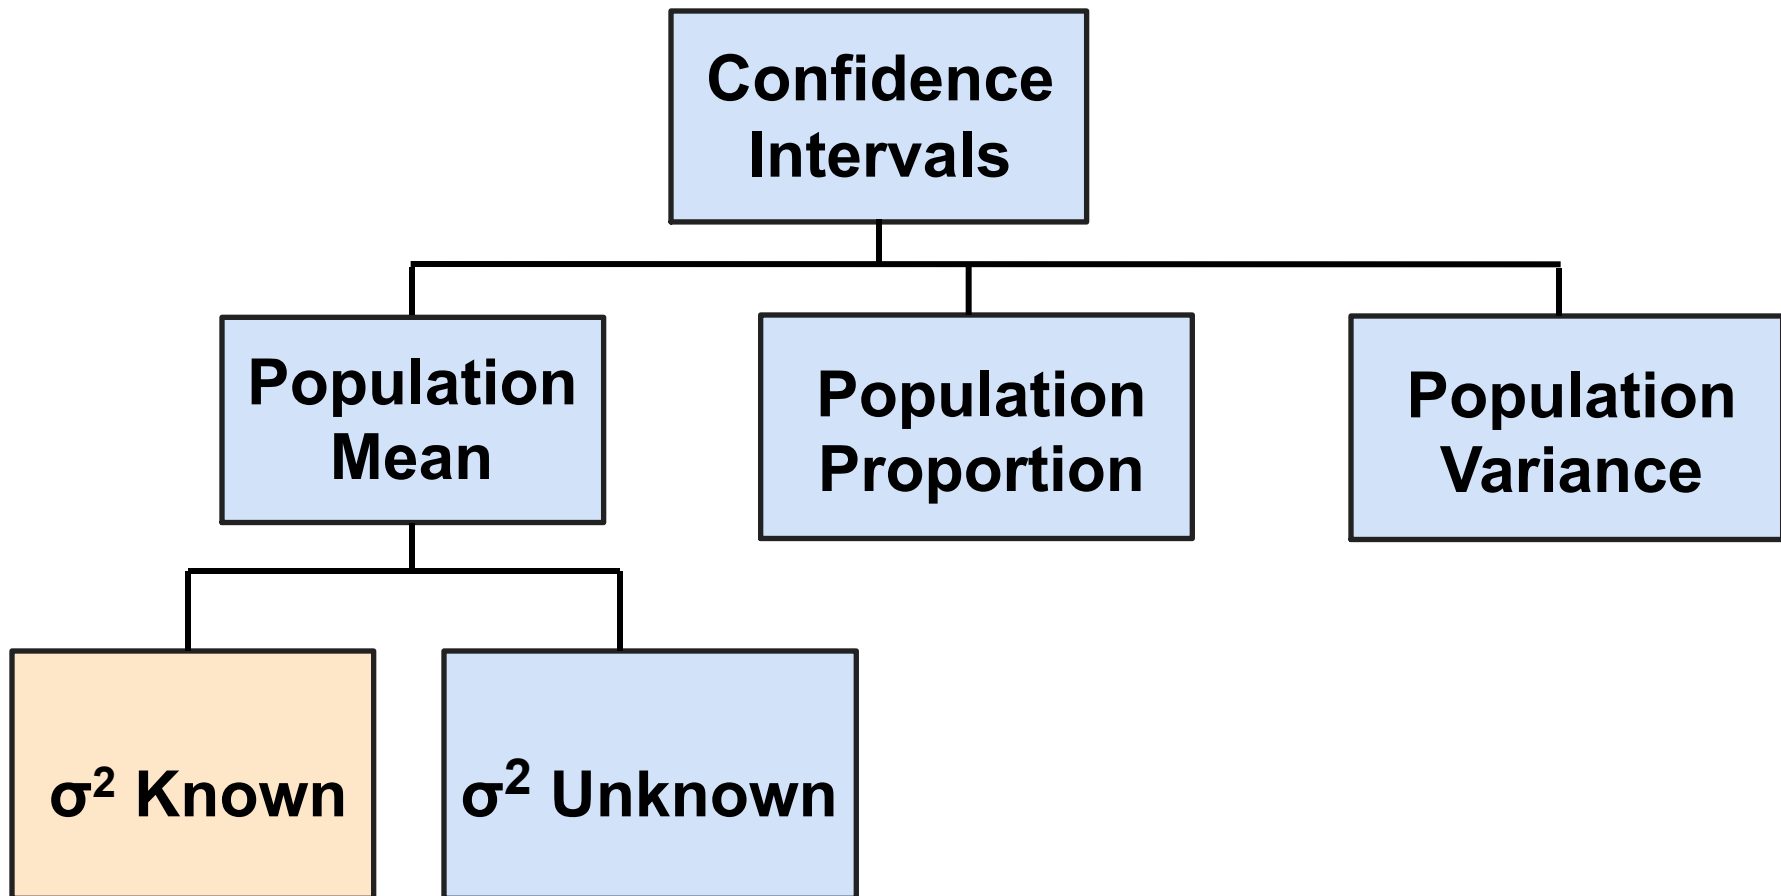 Confidence
Intervals
Population
Mean
Population
Proportion
Population
Variance
σ² Known
σ² Unknown